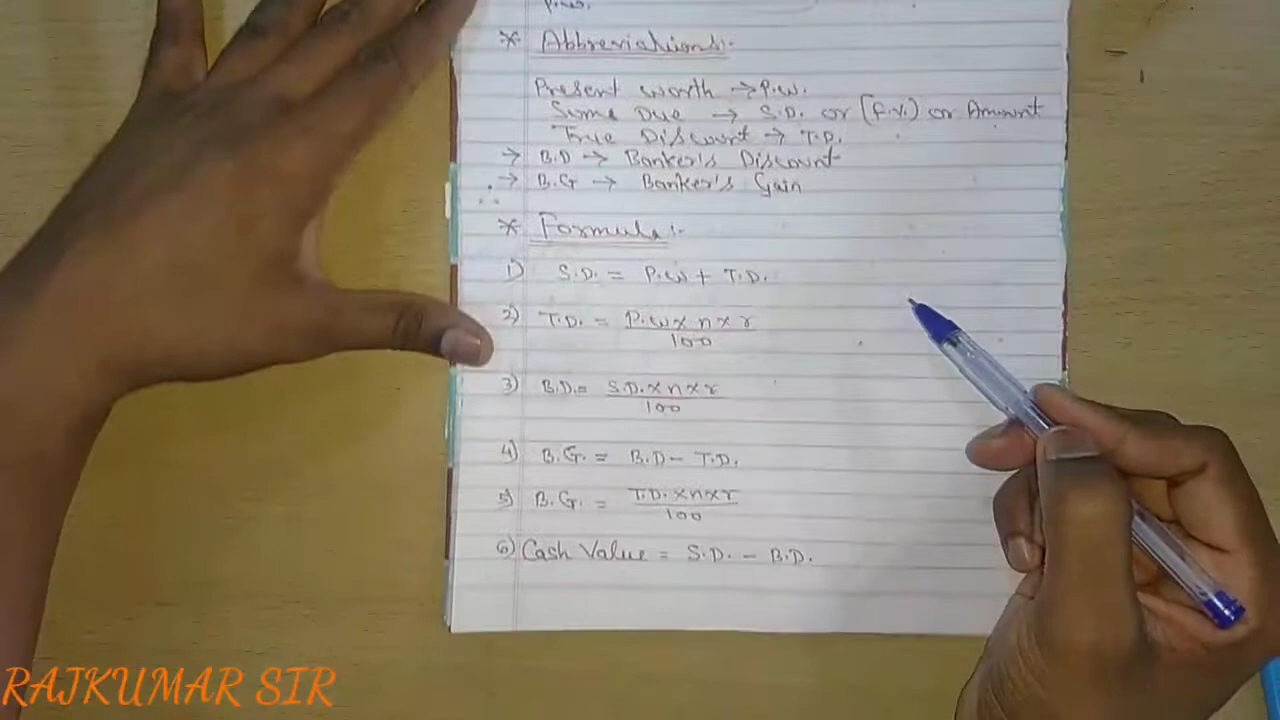 P.W.
* Abbreviations:-
Present worth → P.W.
Some Due → S.D. or (F.V.) or Amount
True Discount → T.D.
→ B.D → Banker's Discount
→ B.G → Banker's Gain
* Formula:-
1) S.D. = P.W + T.D.
2) T.D. = P.W x n x r / 100
3) B.D. = S.D. x n x r / 100
4) B.G. = B.D - T.D.
5) B.G. = T.D. x n x r / 100
6) Cash Value = S.D. - B.D.
RAJKUMAR SIR